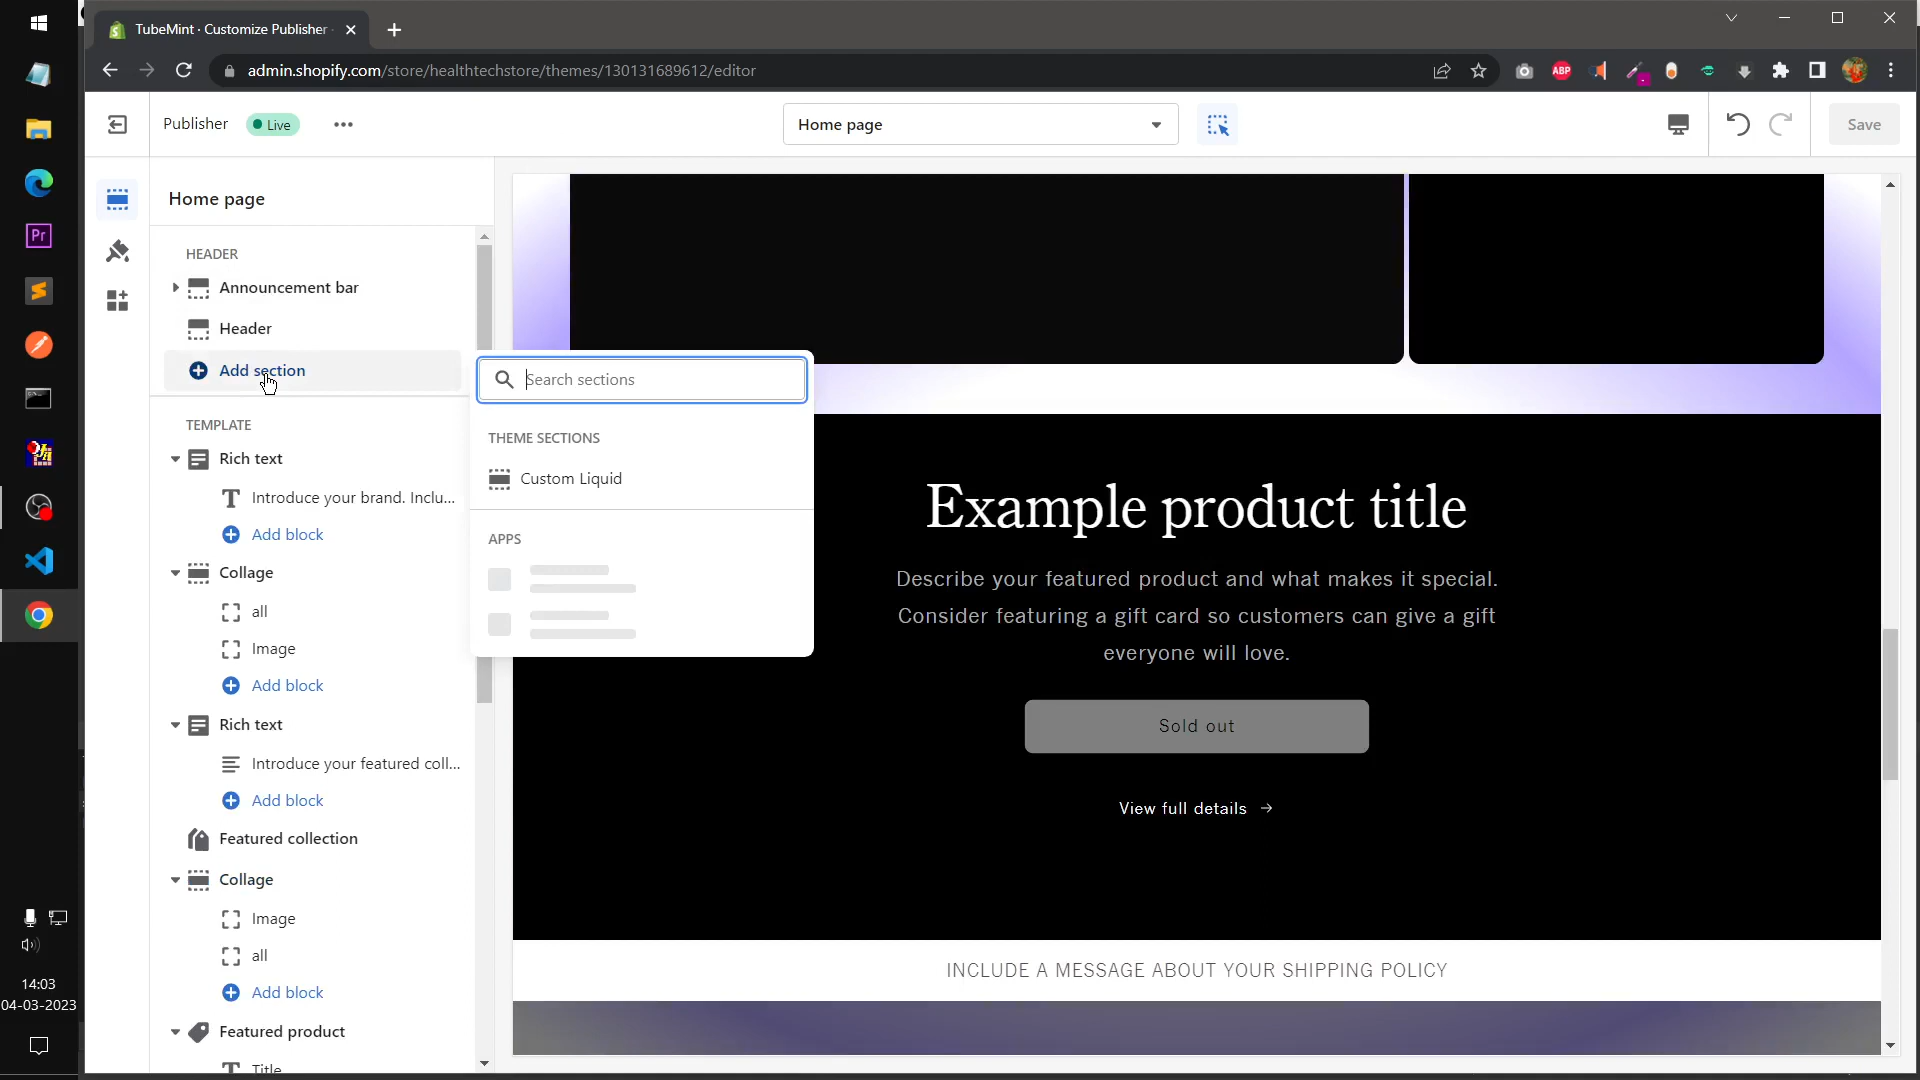 TubeMint · Customize Publisher
admin.shopify.com/store/healthtechstore/themes/130131689612/editor
ABP
Publisher
Live
Home page
Save
Home page
HEADER
Announcement bar
Header
Add section
Search sections
THEME SECTIONS
Custom Liquid
APPS
TEMPLATE
Rich text
Introduce your brand. Inclu...
Add block
Collage
all
Image
Add block
Rich text
Introduce your featured coll...
Add block
Featured collection
Collage
Image
all
Add block
Featured product
Title
Example product title
Describe your featured product and what makes it special.
Consider featuring a gift card so customers can give a gift
everyone will love.
Sold out
View full details →
INCLUDE A MESSAGE ABOUT YOUR SHIPPING POLICY
Pr
14:03
04-03-2023